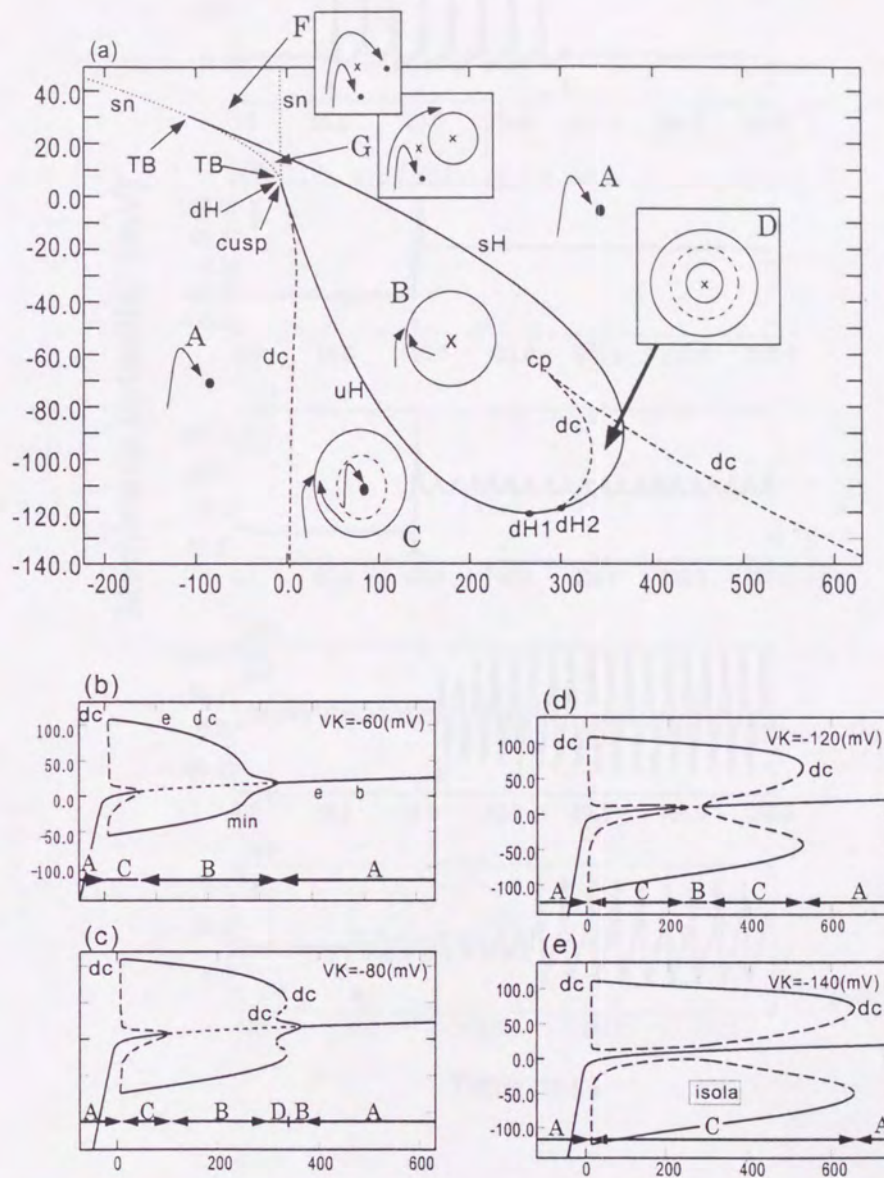 (a)
F
40.0
sn
sn
20.0
TB
TB
G
A
0.0
dH
D
cusp
sH
-20.0
B
-40.0
A
-60.0
dc
uH
cp
-80.0
dc
dc
-100.0
C
-120.0
dH1
dH2
-140.0
-200
-100
0.0
100
200
300
400
500
600
(b)
dc
e
d c
VK=-60(mV)
100.0
50.0
0.0
e
b
min
-50.0
-100.0
A
C
B
A
0
200
400
600
(c)
dc
VK=-80(mV)
dc
dc
A
C
B
D
B
A
0
200
400
600
(d)
dc
VK=-120(mV)
100.0
50.0
dc
0.0
-50.0
-100.0
A
C
B
C
A
0
200
400
600
(e)
dc
VK=-140(mV)
100.0
50.0
dc
0.0
isola
-50.0
-100.0
A
C
A
0
200
400
600